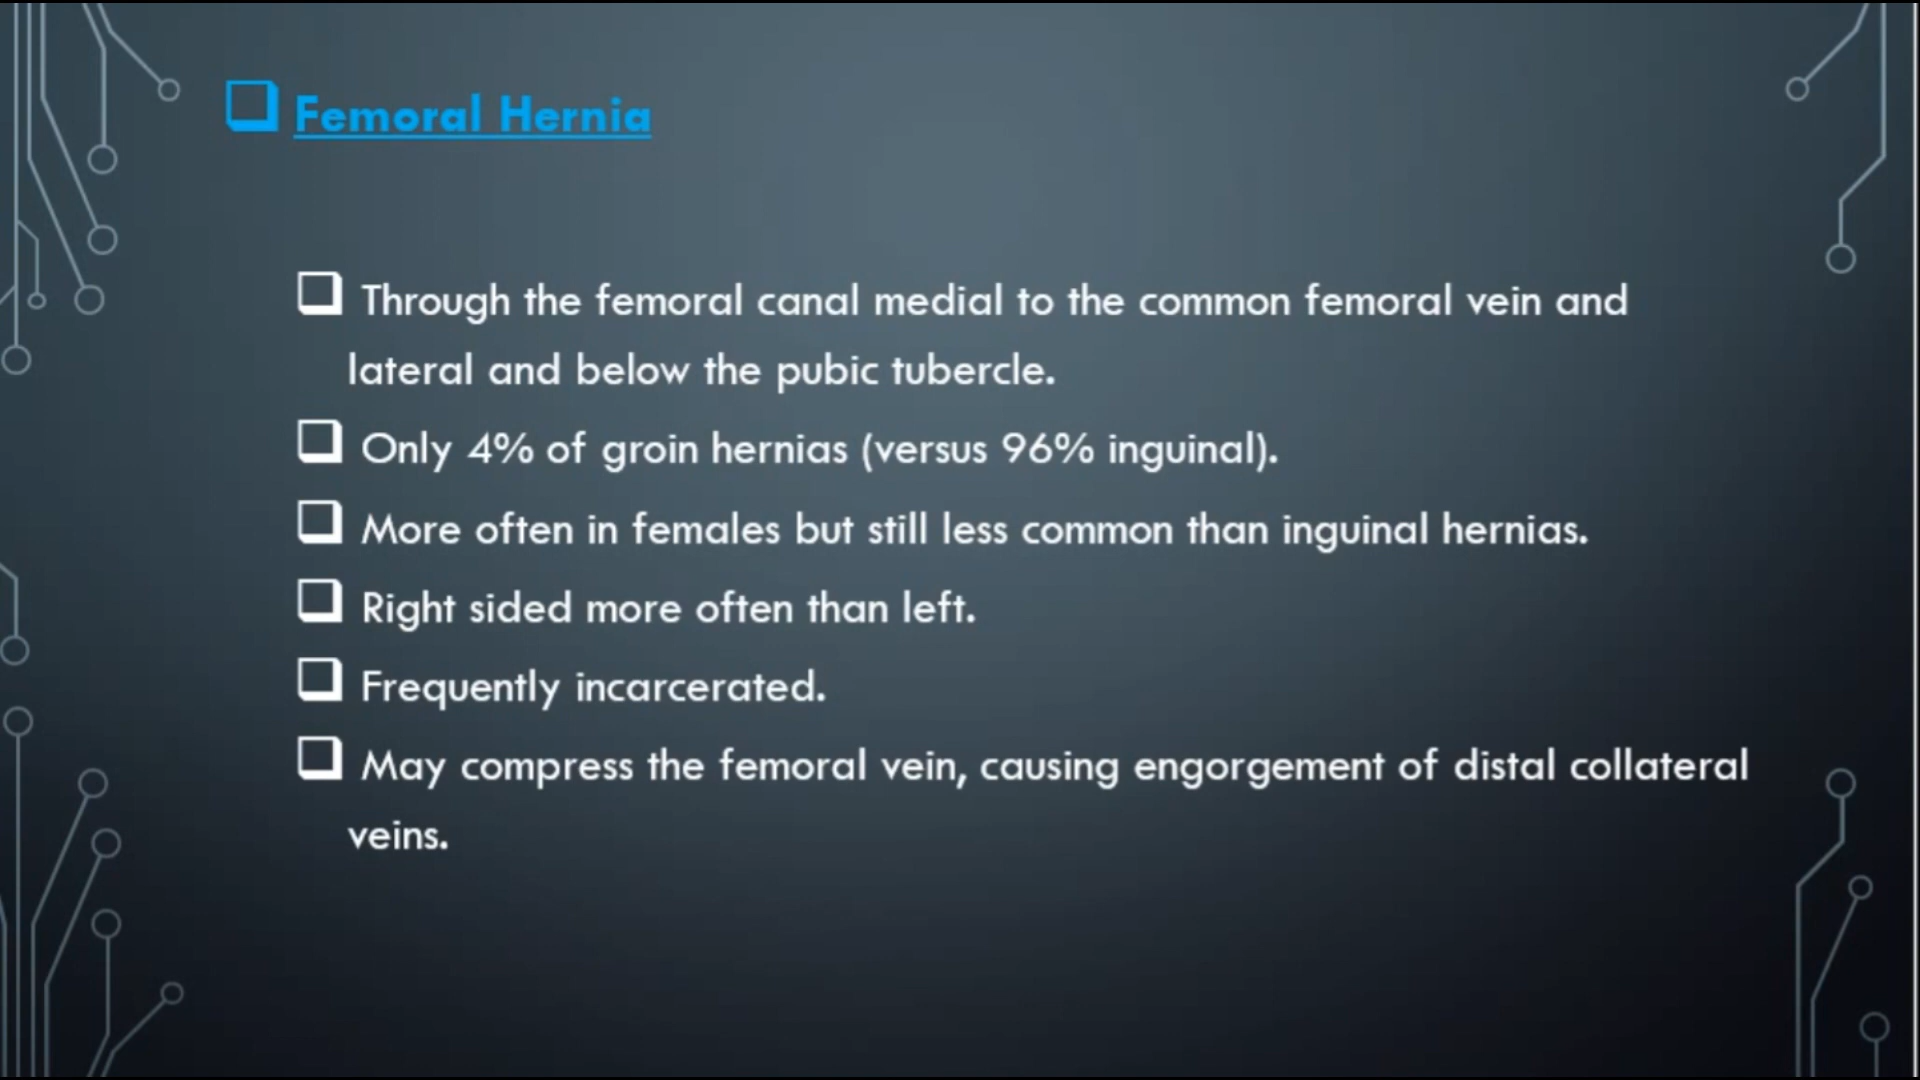 Femoral Hernia
Through the femoral canal medial to the common femoral vein and
lateral and below the pubic tubercle.
Only 4% of groin hernias (versus 96% inguinal).
More often in females but still less common than inguinal hernias.
Right sided more often than left.
Frequently incarcerated.
May compress the femoral vein, causing engorgement of distal collateral
veins.